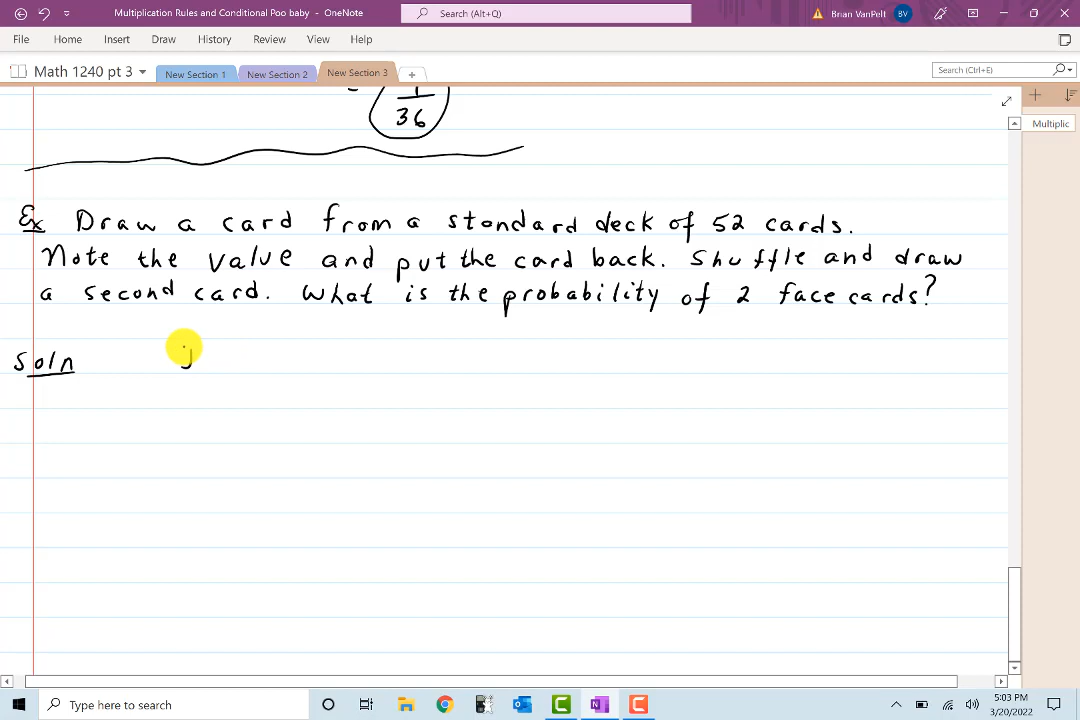 Multiplication Rules and Conditional Poo baby - OneNote
Search (Alt+Q)
Brian VanPelt
BV
File Home Insert Draw History Review View Help
Math 1240 pt 3
New Section 1
New Section 2
New Section 3
Search (Ctrl+E)
Multiplic
1
36
Ex Draw a card from a standard deck of 52 cards.
Note the value and put the card back. Shuffle and draw
a second card. What is the probability of 2 face cards?
Soln
Type here to search
5:03 PM
3/20/2022